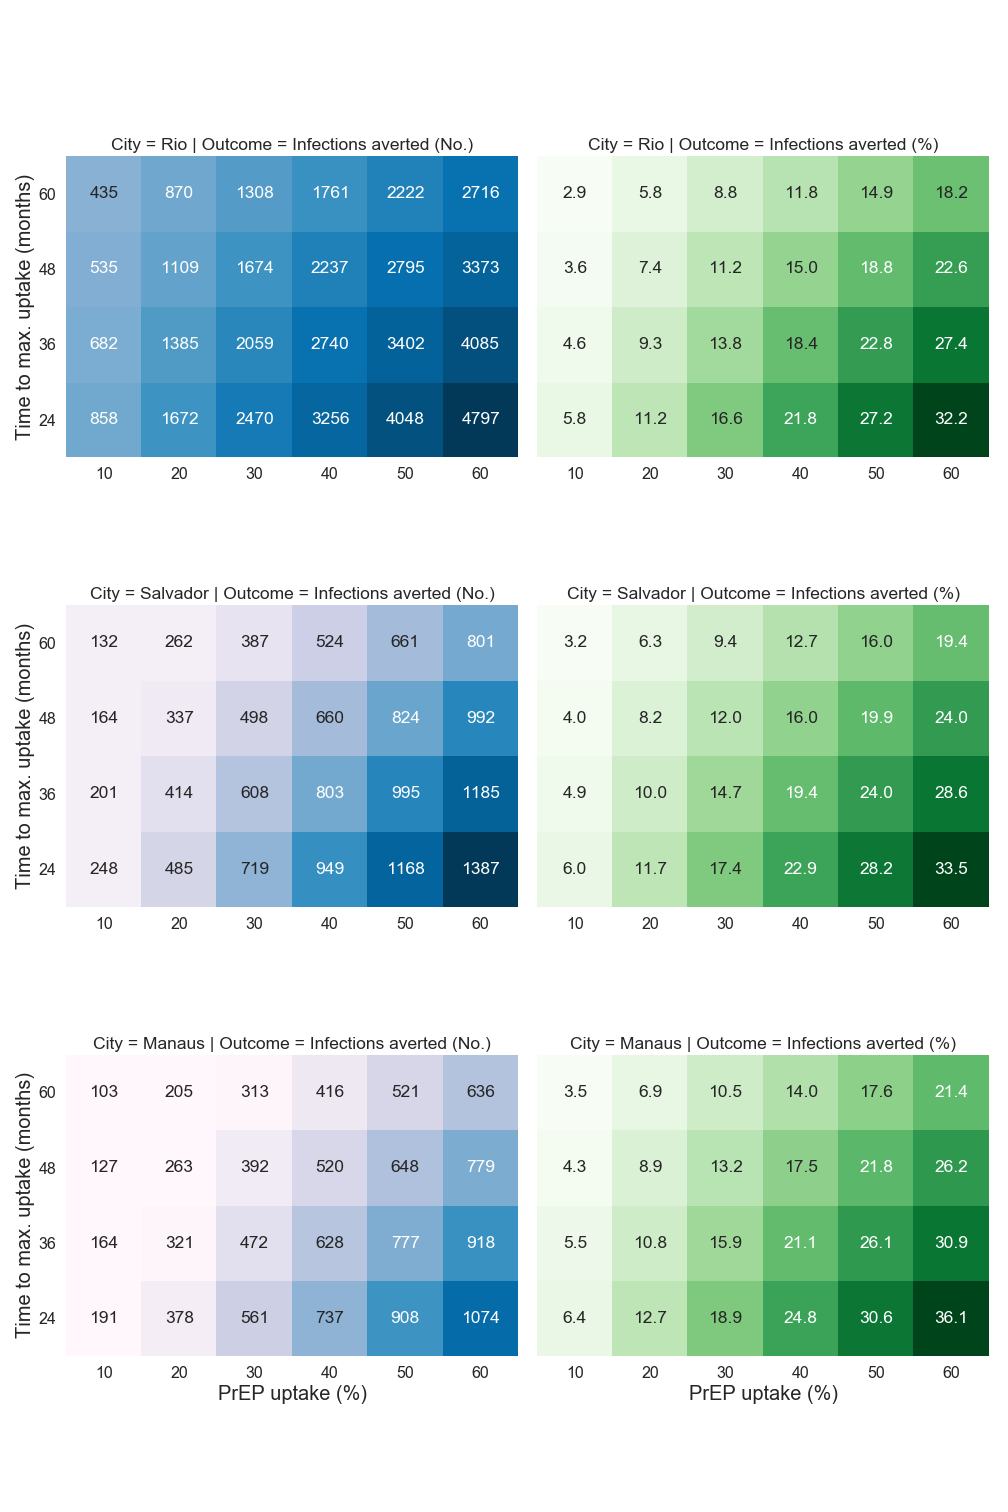 City = Rio | Outcome = Infections averted (No.)
City = Rio | Outcome = Infections averted (%)
Time to max. uptake (months)
60 435 870 1308 1761 2222 2716 2.9 5.8 8.8 11.8 14.9 18.2
48 535 1109 1674 2237 2795 3373 3.6 7.4 11.2 15.0 18.8 22.6
36 682 1385 2059 2740 3402 4085 4.6 9.3 13.8 18.4 22.8 27.4
24 858 1672 2470 3256 4048 4797 5.8 11.2 16.6 21.8 27.2 32.2
10 20 30 40 50 60 10 20 30 40 50 60
City = Salvador | Outcome = Infections averted (No.)
City = Salvador | Outcome = Infections averted (%)
Time to max. uptake (months)
60 132 262 387 524 661 801 3.2 6.3 9.4 12.7 16.0 19.4
48 164 337 498 660 824 992 4.0 8.2 12.0 16.0 19.9 24.0
36 201 414 608 803 995 1185 4.9 10.0 14.7 19.4 24.0 28.6
24 248 485 719 949 1168 1387 6.0 11.7 17.4 22.9 28.2 33.5
10 20 30 40 50 60 10 20 30 40 50 60
City = Manaus | Outcome = Infections averted (No.)
City = Manaus | Outcome = Infections averted (%)
Time to max. uptake (months)
60 103 205 313 416 521 636 3.5 6.9 10.5 14.0 17.6 21.4
48 127 263 392 520 648 779 4.3 8.9 13.2 17.5 21.8 26.2
36 164 321 472 628 777 918 5.5 10.8 15.9 21.1 26.1 30.9
24 191 378 561 737 908 1074 6.4 12.7 18.9 24.8 30.6 36.1
10 20 30 40 50 60 10 20 30 40 50 60
PrEP uptake (%)
PrEP uptake (%)